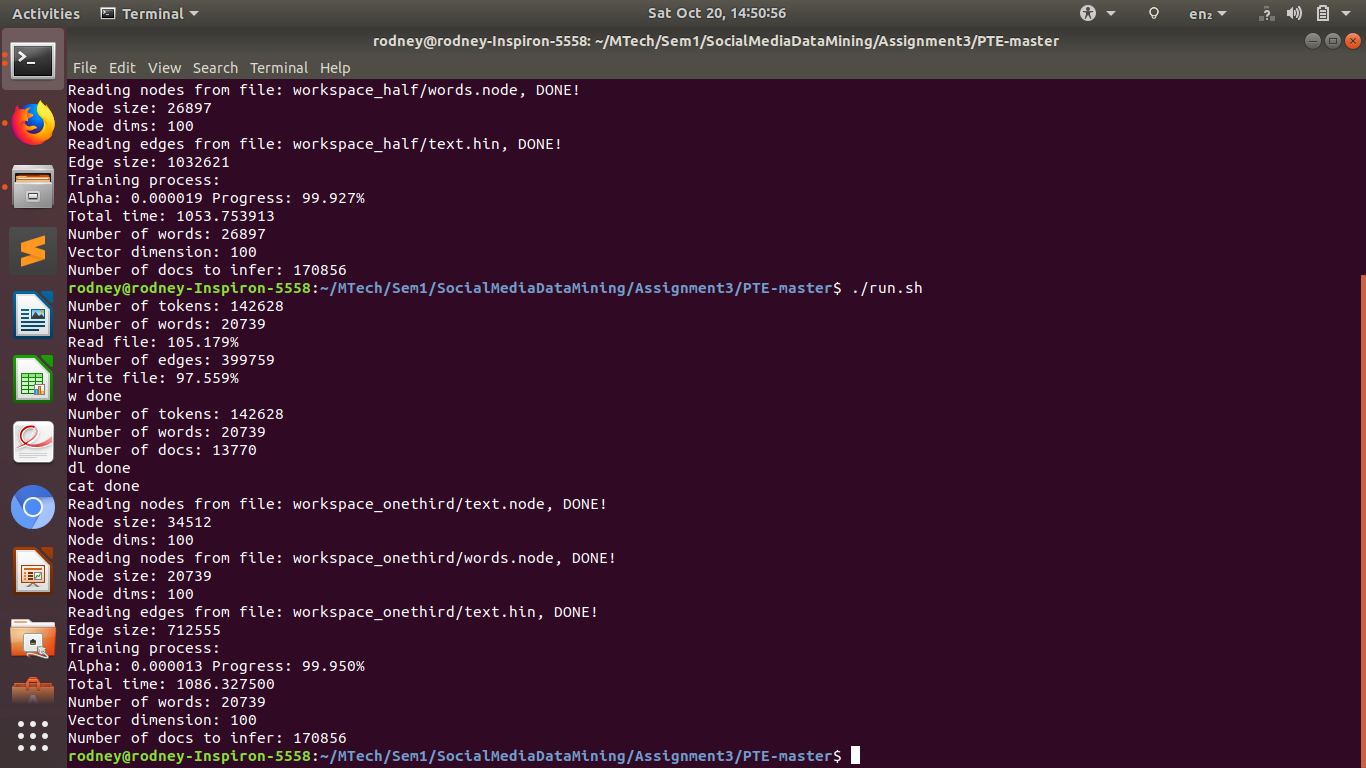 Activities Terminal Sat Oct 20, 14:50:56 en₂
rodney@rodney-Inspiron-5558: ~/MTech/Sem1/SocialMediaDataMining/Assignment3/PTE-master
File Edit View Search Terminal Help
Reading nodes from file: workspace_half/words.node, DONE!
Node size: 26897
Node dims: 100
Reading edges from file: workspace_half/text.hin, DONE!
Edge size: 1032621
Training process:
Alpha: 0.000019 Progress: 99.927%
Total time: 1053.753913
Number of words: 26897
Vector dimension: 100
Number of docs to infer: 170856
rodney@rodney-Inspiron-5558:~/MTech/Sem1/SocialMediaDataMining/Assignment3/PTE-master$ ./run.sh
Number of tokens: 142628
Number of words: 20739
Read file: 105.179%
Number of edges: 399759
Write file: 97.559%
w done
Number of tokens: 142628
Number of words: 20739
Number of docs: 13770
dl done
cat done
Reading nodes from file: workspace_onethird/text.node, DONE!
Node size: 34512
Node dims: 100
Reading nodes from file: workspace_onethird/words.node, DONE!
Node size: 20739
Node dims: 100
Reading edges from file: workspace_onethird/text.hin, DONE!
Edge size: 712555
Training process:
Alpha: 0.000013 Progress: 99.950%
Total time: 1086.327500
Number of words: 20739
Vector dimension: 100
Number of docs to infer: 170856
rodney@rodney-Inspiron-5558:~/MTech/Sem1/SocialMediaDataMining/Assignment3/PTE-master$